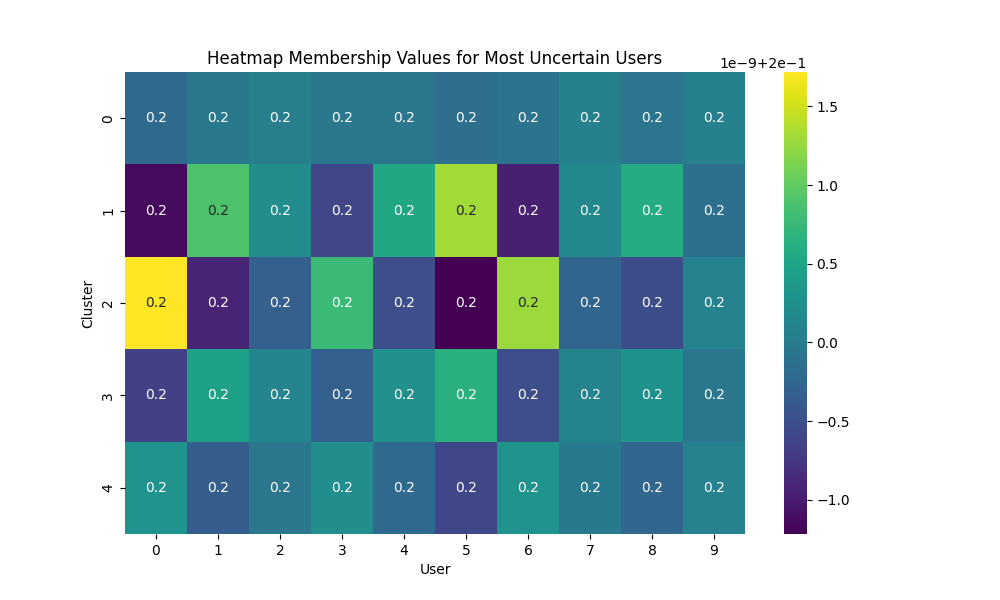 Heatmap Membership Values for Most Uncertain Users
1e−9+2e−1
0 0.2 0.2 0.2 0.2 0.2 0.2 0.2 0.2 0.2 0.2
1 0.2 0.2 0.2 0.2 0.2 0.2 0.2 0.2 0.2 0.2
2 0.2 0.2 0.2 0.2 0.2 0.2 0.2 0.2 0.2 0.2
3 0.2 0.2 0.2 0.2 0.2 0.2 0.2 0.2 0.2 0.2
4 0.2 0.2 0.2 0.2 0.2 0.2 0.2 0.2 0.2 0.2
Cluster
0 1 2 3 4 5 6 7 8 9
User
1.5
1.0
0.5
0.0
−0.5
−1.0